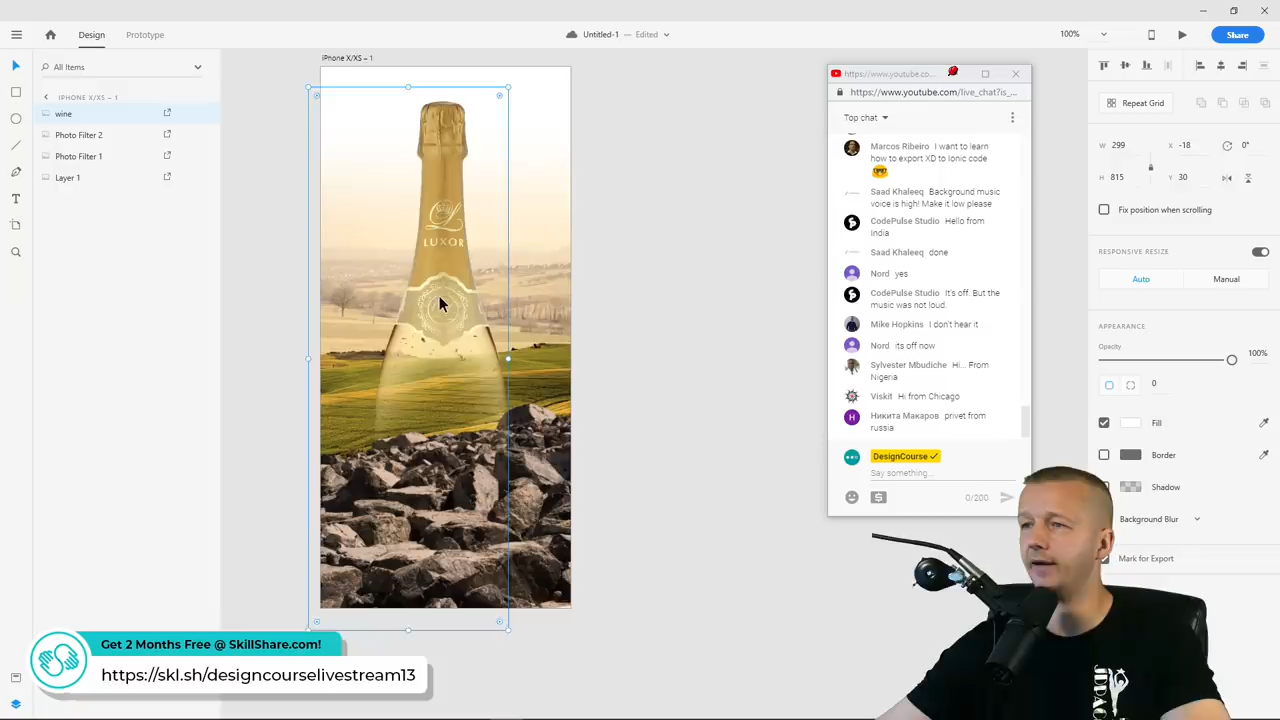 Design
Prototype
Untitled-1 — Edited
100%
Share
All Items
IPHONE X/XS – 1
wine
Photo Filter 2
Photo Filter 1
Layer 1
iPhone X/XS – 1
L
LUXOR
https://www.youtube.co...
https://www.youtube.com/live_chat?is_...
Top chat
Marcos Ribeiro I want to learn
how to export XD to Ionic code
Saad Khaleeq Background music
voice is high! Make it low please
CodePulse Studio Hello from
India
Saad Khaleeq done
Nord yes
CodePulse Studio It's off. But the
music was not loud.
Mike Hopkins I don't hear it
Nord its off now
Sylvester Mbuduche Hi... From
Nigeria
Viskit Hi from Chicago
H
Никита Макаров privet from
russia
DesignCourse
Say something...
0/200
Repeat Grid
W 299 X -18 0°
H 815 Y 30
Fix position when scrolling
RESPONSIVE RESIZE
Auto
Manual
APPEARANCE
Opacity
100%
0
Fill
Border
Shadow
Background Blur
Mark for Export
Get 2 Months Free @ SkillShare.com!
https://skl.sh/designcourselivestream13